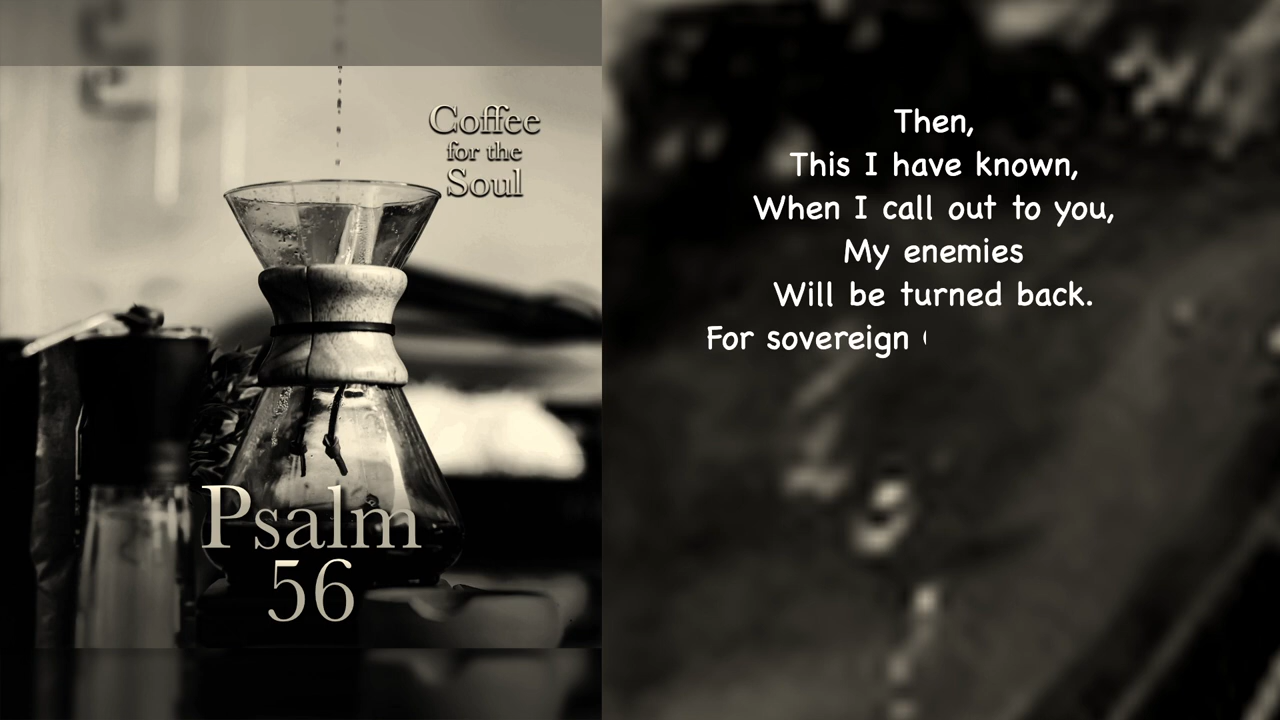 Coffee
for the
Soul
Psalm
56
Then,
This I have known,
When I call out to you,
My enemies
Will be turned back.
For sovereign